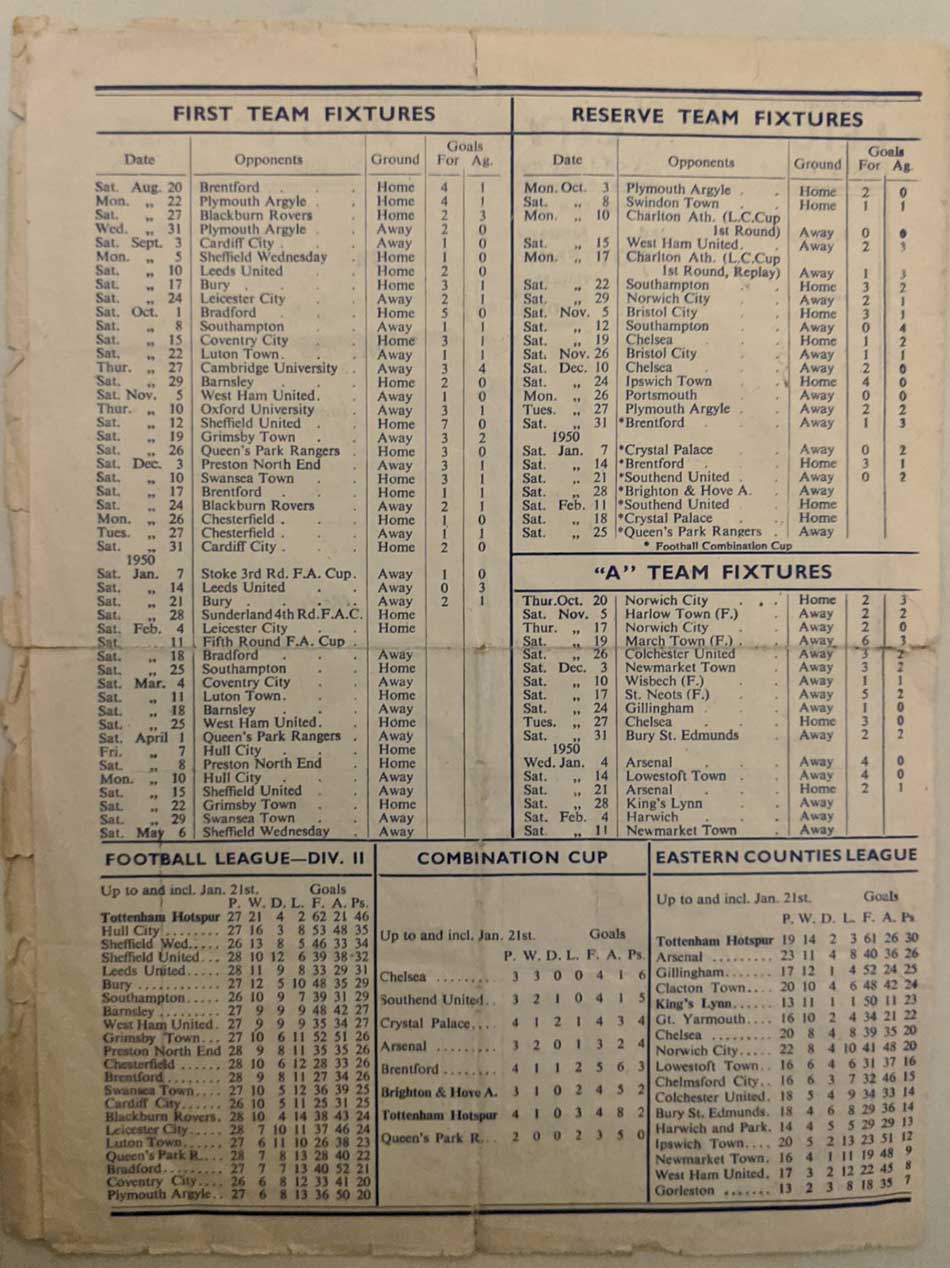 FIRST TEAM FIXTURES
Date Opponents Ground Goals For Ag.
Sat. Aug. 20 Brentford . . . Home 4 1
Mon. „ 22 Plymouth Argyle . Home 4 1
Sat. „ 27 Blackburn Rovers . Home 2 3
Wed. „ 31 Plymouth Argyle . Away 2 0
Sat. Sept. 3 Cardiff City . . Away 1 0
Mon. „ 5 Sheffield Wednesday . Home 1 0
Sat. „ 10 Leeds United . . Home 2 0
Sat. „ 17 Bury . . . . Home 3 1
Sat. „ 24 Leicester City . . Away 2 1
Sat. Oct. 1 Bradford . . . Home 5 0
Sat. „ 8 Southampton . . Away 1 1
Sat. „ 15 Coventry City . . Home 3 1
Sat. „ 22 Luton Town. . . Away 1 1
Thur. „ 27 Cambridge University . Away 3 4
Sat. „ 29 Barnsley . . . Home 2 0
Sat. Nov. 5 West Ham United. . Away 1 0
Thur. „ 10 Oxford University . Away 3 1
Sat. „ 12 Sheffield United . . Home 7 0
Sat. „ 19 Grimsby Town . . Away 3 2
Sat. „ 26 Queen's Park Rangers . Home 3 0
Sat. Dec. 3 Preston North End . Away 3 1
Sat. „ 10 Swansea Town . . Home 3 1
Sat. „ 17 Brentford . . . Home 1 1
Sat. „ 24 Blackburn Rovers . Away 2 1
Mon. „ 26 Chesterfield . . . Home 1 0
Tues. „ 27 Chesterfield . . . Away 1 1
Sat. „ 31 Cardiff City . . . Home 2 0
1950
Sat. Jan. 7 Stoke 3rd Rd. F.A. Cup. Away 1 0
Sat. „ 14 Leeds United . . Away 0 3
Sat. „ 21 Bury . . . . Away 2 1
Sat. „ 28 Sunderland 4th Rd.F.A.C. Home
Sat. Feb. 4 Leicester City . . Home
Sat. „ 11 Fifth Round F.A. Cup .
Sat. „ 18 Bradford . . . Away
Sat. „ 25 Southampton . . Home
Sat. Mar. 4 Coventry City . . Away
Sat. „ 11 Luton Town. . . Home
Sat. „ 18 Barnsley . . . Away
Sat. „ 25 West Ham United. . Home
Sat. April 1 Queen's Park Rangers . Away
Fri. „ 7 Hull City . . . Home
Sat. „ 8 Preston North End . Home
Mon. „ 10 Hull City . . . Away
Sat. „ 15 Sheffield United . . Away
Sat. „ 22 Grimsby Town . . Home
Sat. „ 29 Swansea Town . . Away
Sat. May 6 Sheffield Wednesday . Away
RESERVE TEAM FIXTURES
Date Opponents Ground Goals For Ag.
Mon. Oct. 3 Plymouth Argyle . . Home 2 0
Sat. „ 8 Swindon Town . . Home 1 1
Mon. „ 10 Charlton Ath. (L.C.Cup
1st Round) Away 0 0
Sat. „ 15 West Ham United. . Away 2 3
Mon. „ 17 Charlton Ath. (L.C.Cup
1st Round, Replay) Away 1 3
Sat. „ 22 Southampton . . Home 3 2
Sat. „ 29 Norwich City . . Away 2 1
Sat. Nov. 5 Bristol City . . Home 3 1
Sat. „ 12 Southampton . . Away 0 4
Sat. „ 19 Chelsea . . . Home 1 2
Sat. Nov. 26 Bristol City . . Away 1 1
Sat. Dec. 10 Chelsea . . . Away 2 0
Sat. „ 24 Ipswich Town . . Home 4 0
Mon. „ 26 Portsmouth . . Away 0 0
Tues. „ 27 Plymouth Argyle . . Away 2 2
Sat. „ 31 *Brentford . . . Away 1 3
1950
Sat. Jan. 7 *Crystal Palace . . Away 0 2
Sat. „ 14 *Brentford . . . Home 3 1
Sat. „ 21 *Southend United . . Away 0 2
Sat. „ 28 *Brighton & Hove A. . Away
Sat. Feb. 11 *Southend United . . Home
Sat. „ 18 *Crystal Palace . . Home
Sat. „ 25 *Queen's Park Rangers . Away
* Football Combination Cup
"A" TEAM FIXTURES
Thur. Oct. 20 Norwich City . . . Home 2 3
Sat. Nov. 5 Harlow Town (F.) . Away 2 2
Thur. „ 17 Norwich City . . Away 2 0
Sat. „ 19 March Town (F.) . . Away 6 3
Sat. „ 26 Colchester United . Away 3 2
Sat. Dec. 3 Newmarket Town . Away 3 2
Sat. „ 10 Wisbech (F.) . . Away 1 1
Sat. „ 17 St. Neots (F.) . . Away 5 2
Sat. „ 24 Gillingham . . . Away 1 0
Tues. „ 27 Chelsea . . . Home 3 0
Sat. „ 31 Bury St. Edmunds . Away 2 2
1950
Wed. Jan. 4 Arsenal . . . Away 4 0
Sat. „ 14 Lowestoft Town . . Away 4 0
Sat. „ 21 Arsenal . . . Home 2 1
Sat. „ 28 King's Lynn . . Away
Sat. Feb. 4 Harwich . . . Away
Sat. „ 11 Newmarket Town . Away
FOOTBALL LEAGUE—DIV. II
Up to and incl. Jan. 21st. Goals
P. W. D. L. F. A. Ps.
Tottenham Hotspur 27 21 4 2 62 21 46
Hull City ........ 27 16 3 8 53 48 35
Sheffield Wed..... 26 13 8 5 46 33 34
Sheffield United... 28 10 12 6 39 38 32
Leeds United..... 28 11 9 8 33 29 31
Bury ........... 27 12 5 10 48 35 29
Southampton..... 26 10 9 7 39 31 29
Barnsley ........ 27 9 9 9 48 42 27
West Ham United. 27 9 9 9 35 34 27
Grimsby Town... 27 10 6 11 52 51 26
Preston North End 28 9 8 11 35 35 26
Chesterfield ...... 28 10 6 12 28 33 26
Brentford ........ 28 9 8 11 27 34 26
Swansea Town.... 27 10 5 12 36 39 25
Cardiff City...... 26 10 5 11 25 31 25
Blackburn Rovers. 28 10 4 14 38 43 24
Leicester City..... 28 7 10 11 37 46 24
Luton Town...... 27 6 11 10 26 38 23
Queen's Park R.... 28 7 8 13 28 40 22
Bradford......... 27 7 7 13 40 52 21
Coventry City.... 26 6 8 12 33 41 20
Plymouth Argyle.. 27 6 8 13 36 50 20
COMBINATION CUP
Up to and incl. Jan. 21st. Goals
P. W. D. L. F. A. Ps.
Chelsea ......... 3 3 0 0 4 1 6
Southend United.. 3 2 1 0 4 1 5
Crystal Palace.... 4 1 2 1 4 3 4
Arsenal ......... 3 2 0 1 3 2 4
Brentford ........ 4 1 1 2 5 6 3
Brighton & Hove A. 3 1 0 2 4 5 2
Tottenham Hotspur 4 1 0 3 4 8 2
Queen's Park R... 2 0 0 2 3 5 0
EASTERN COUNTIES LEAGUE
Up to and incl. Jan. 21st. Goals
P. W. D. L. F. A. Ps
Tottenham Hotspur 19 14 2 3 61 26 30
Arsenal ......... 23 11 4 8 40 36 26
Gillingham....... 17 12 1 4 52 24 25
Clacton Town.... 20 10 4 6 48 42 24
King's Lynn...... 13 11 1 1 50 11 23
Gt. Yarmouth.... 16 10 2 4 34 21 22
Chelsea ......... 20 8 4 8 39 35 20
Norwich City..... 22 8 4 10 41 48 20
Lowestoft Town.. 16 6 4 6 31 37 16
Chelmsford City.. 16 6 3 7 32 46 15
Colchester United. 18 5 4 9 34 33 14
Bury St. Edmunds. 18 4 6 8 29 36 14
Harwich and Park. 14 4 5 5 29 29 13
Ipswich Town.... 20 5 2 13 23 51 12
Newmarket Town. 16 4 1 11 19 48 9
West Ham United. 17 3 2 12 22 45 8
Gorleston ....... 13 2 3 8 18 35 7